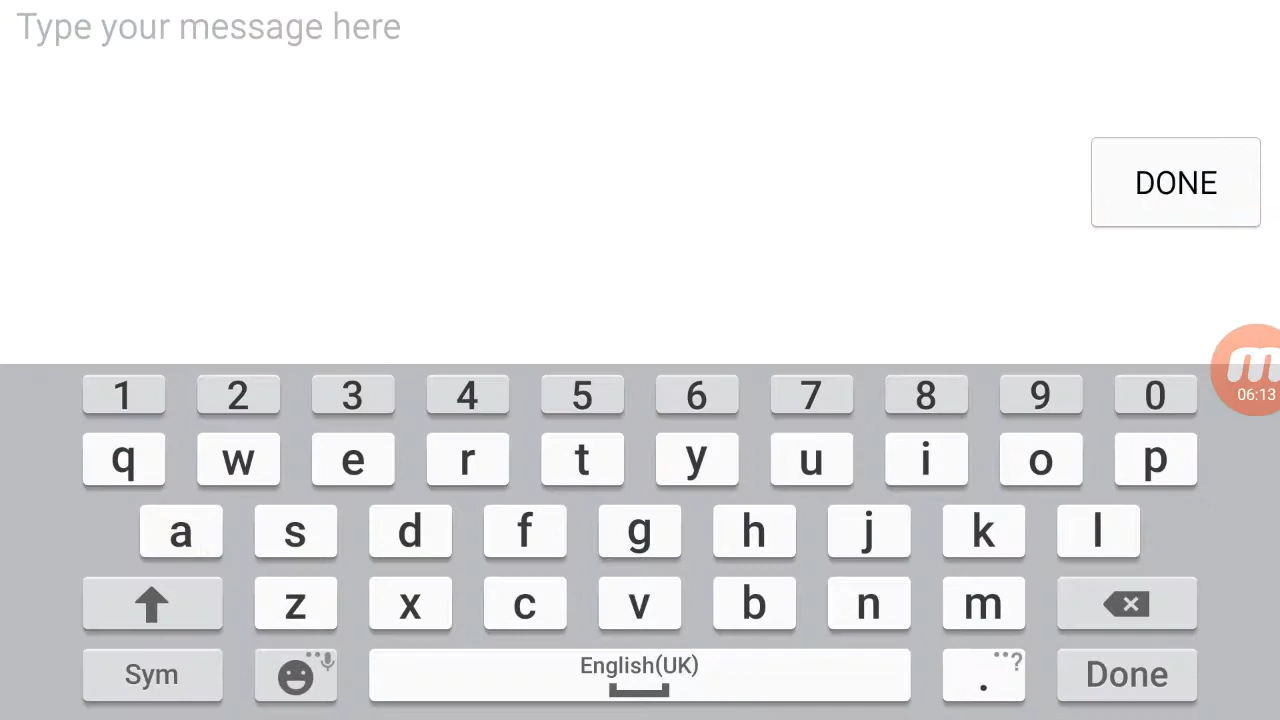 Type your message here
DONE
06:13
1 2 3 4 5 6 7 8 9 0
q w e r t y u i o p
a s d f g h j k l
z x c v b n m
Sym English(UK) . ? Done